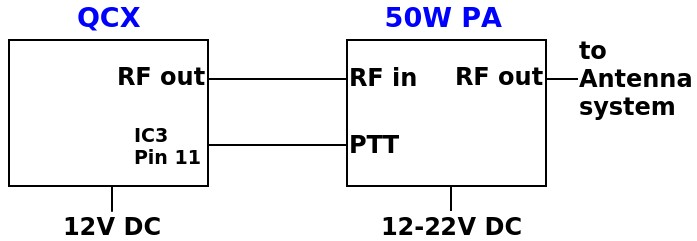 QCX
50W PA
RF out
RF in
RF out
to
Antenna
system
IC3
Pin 11
PTT
12V DC
12-22V DC